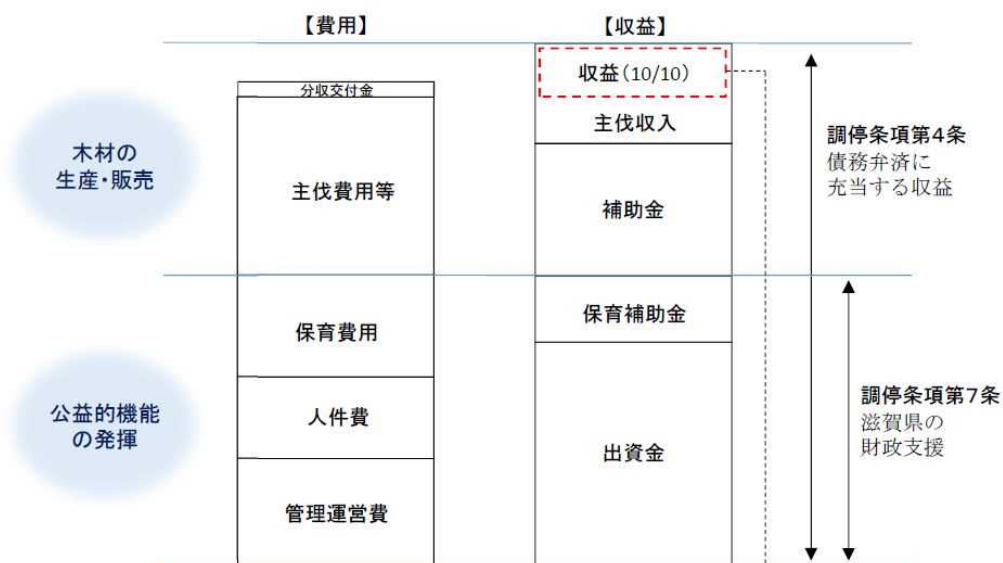 【費用】
【収益】
木材の
生産・販売
分収交付金
主伐費用等
収益(10/10)
主伐収入
補助金
調停条項第4条
債務弁済に
充当する収益
公益的機能
の発揮
保育費用
人件費
管理運営費
保育補助金
出資金
調停条項第7条
滋賀県の
財政支援